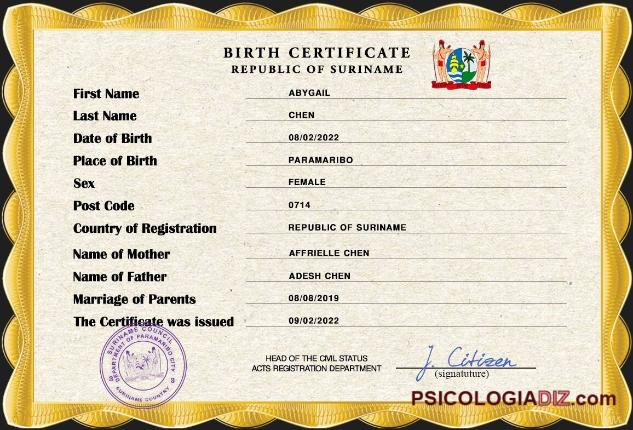 BIRTH CERTIFICATE
REPUBLIC OF SURINAME
First Name ABYGAIL
Last Name CHEN
Date of Birth 08/02/2022
Place of Birth PARAMARIBO
Sex FEMALE
Post Code 0714
Country of Registration REPUBLIC OF SURINAME
Name of Mother AFFRIELLE CHEN
Name of Father ADESH CHEN
Marriage of Parents 08/08/2019
The Certificate was issued 09/02/2022
SURINAME COUNCIL
DEPARTMENT OF PARAMARIBO CITY
SURINAME COUNTRY
HEAD OF THE CIVIL STATUS
ACTS REGISTRATION DEPARTMENT
J. Citizen
(signatuture)
PSICOLOGIADIZ.com